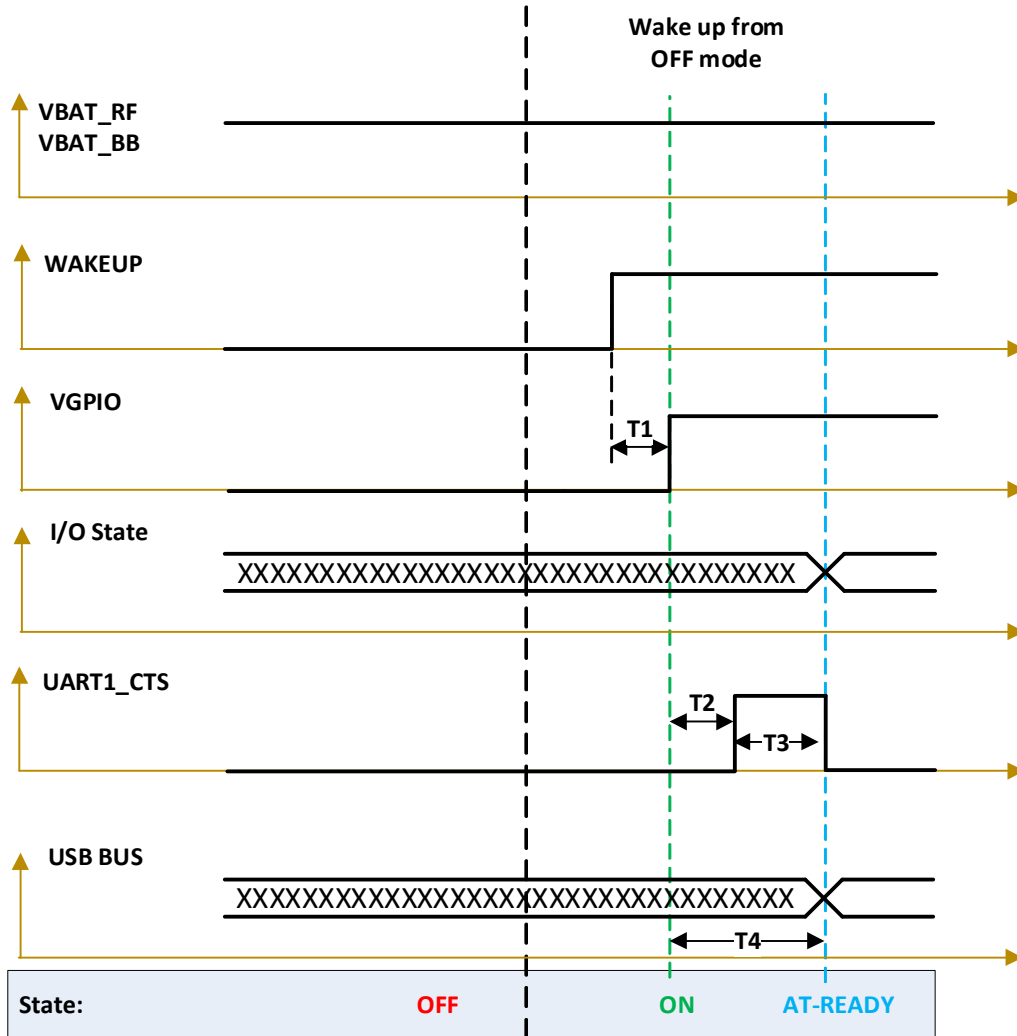 Wake up from
OFF mode
VBAT_RF
VBAT_BB
WAKEUP
VGPIO
T1
I/O State
XXXXXXXXXXXXXXXXXXXXXXXXXXXXXXXXXX
UART1_CTS
T2
T3
USB BUS
XXXXXXXXXXXXXXXXXXXXXXXXXXXXXXXXXX
T4
State: OFF ON AT-READY